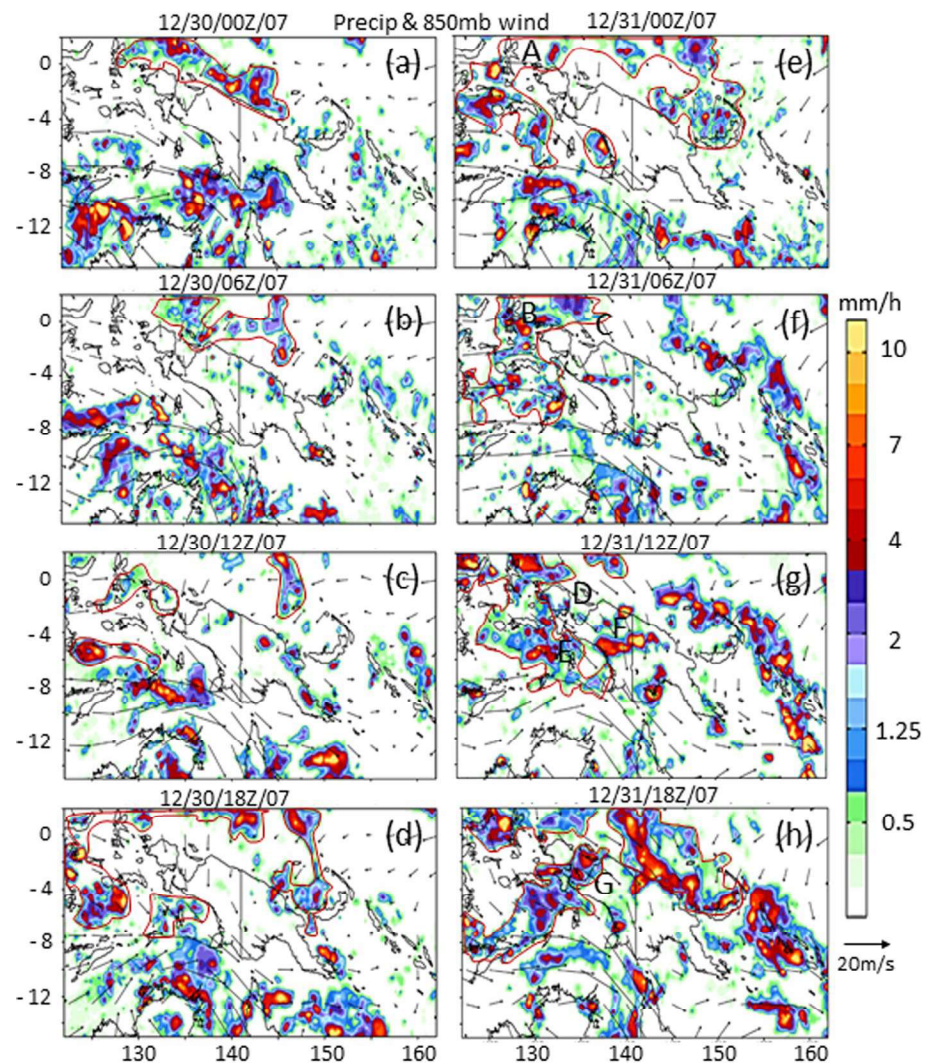 12/30/00Z/07 Precip & 850mb wind 12/31/00Z/07
0 (a) A (e)
-4
-8
-12
12/30/06Z/07 12/31/06Z/07
0 (b) B C (f) mm/h
10
-4
7
-8
-12
4
12/30/12Z/07 12/31/12Z/07
0 (c) D (g)
F
-4 2
E
-8
1.25
-12
12/30/18Z/07 12/31/18Z/07
0 (d) (h) 0.5
G
-4
-8
20m/s
-12
130 140 150 160 130 140 150 160